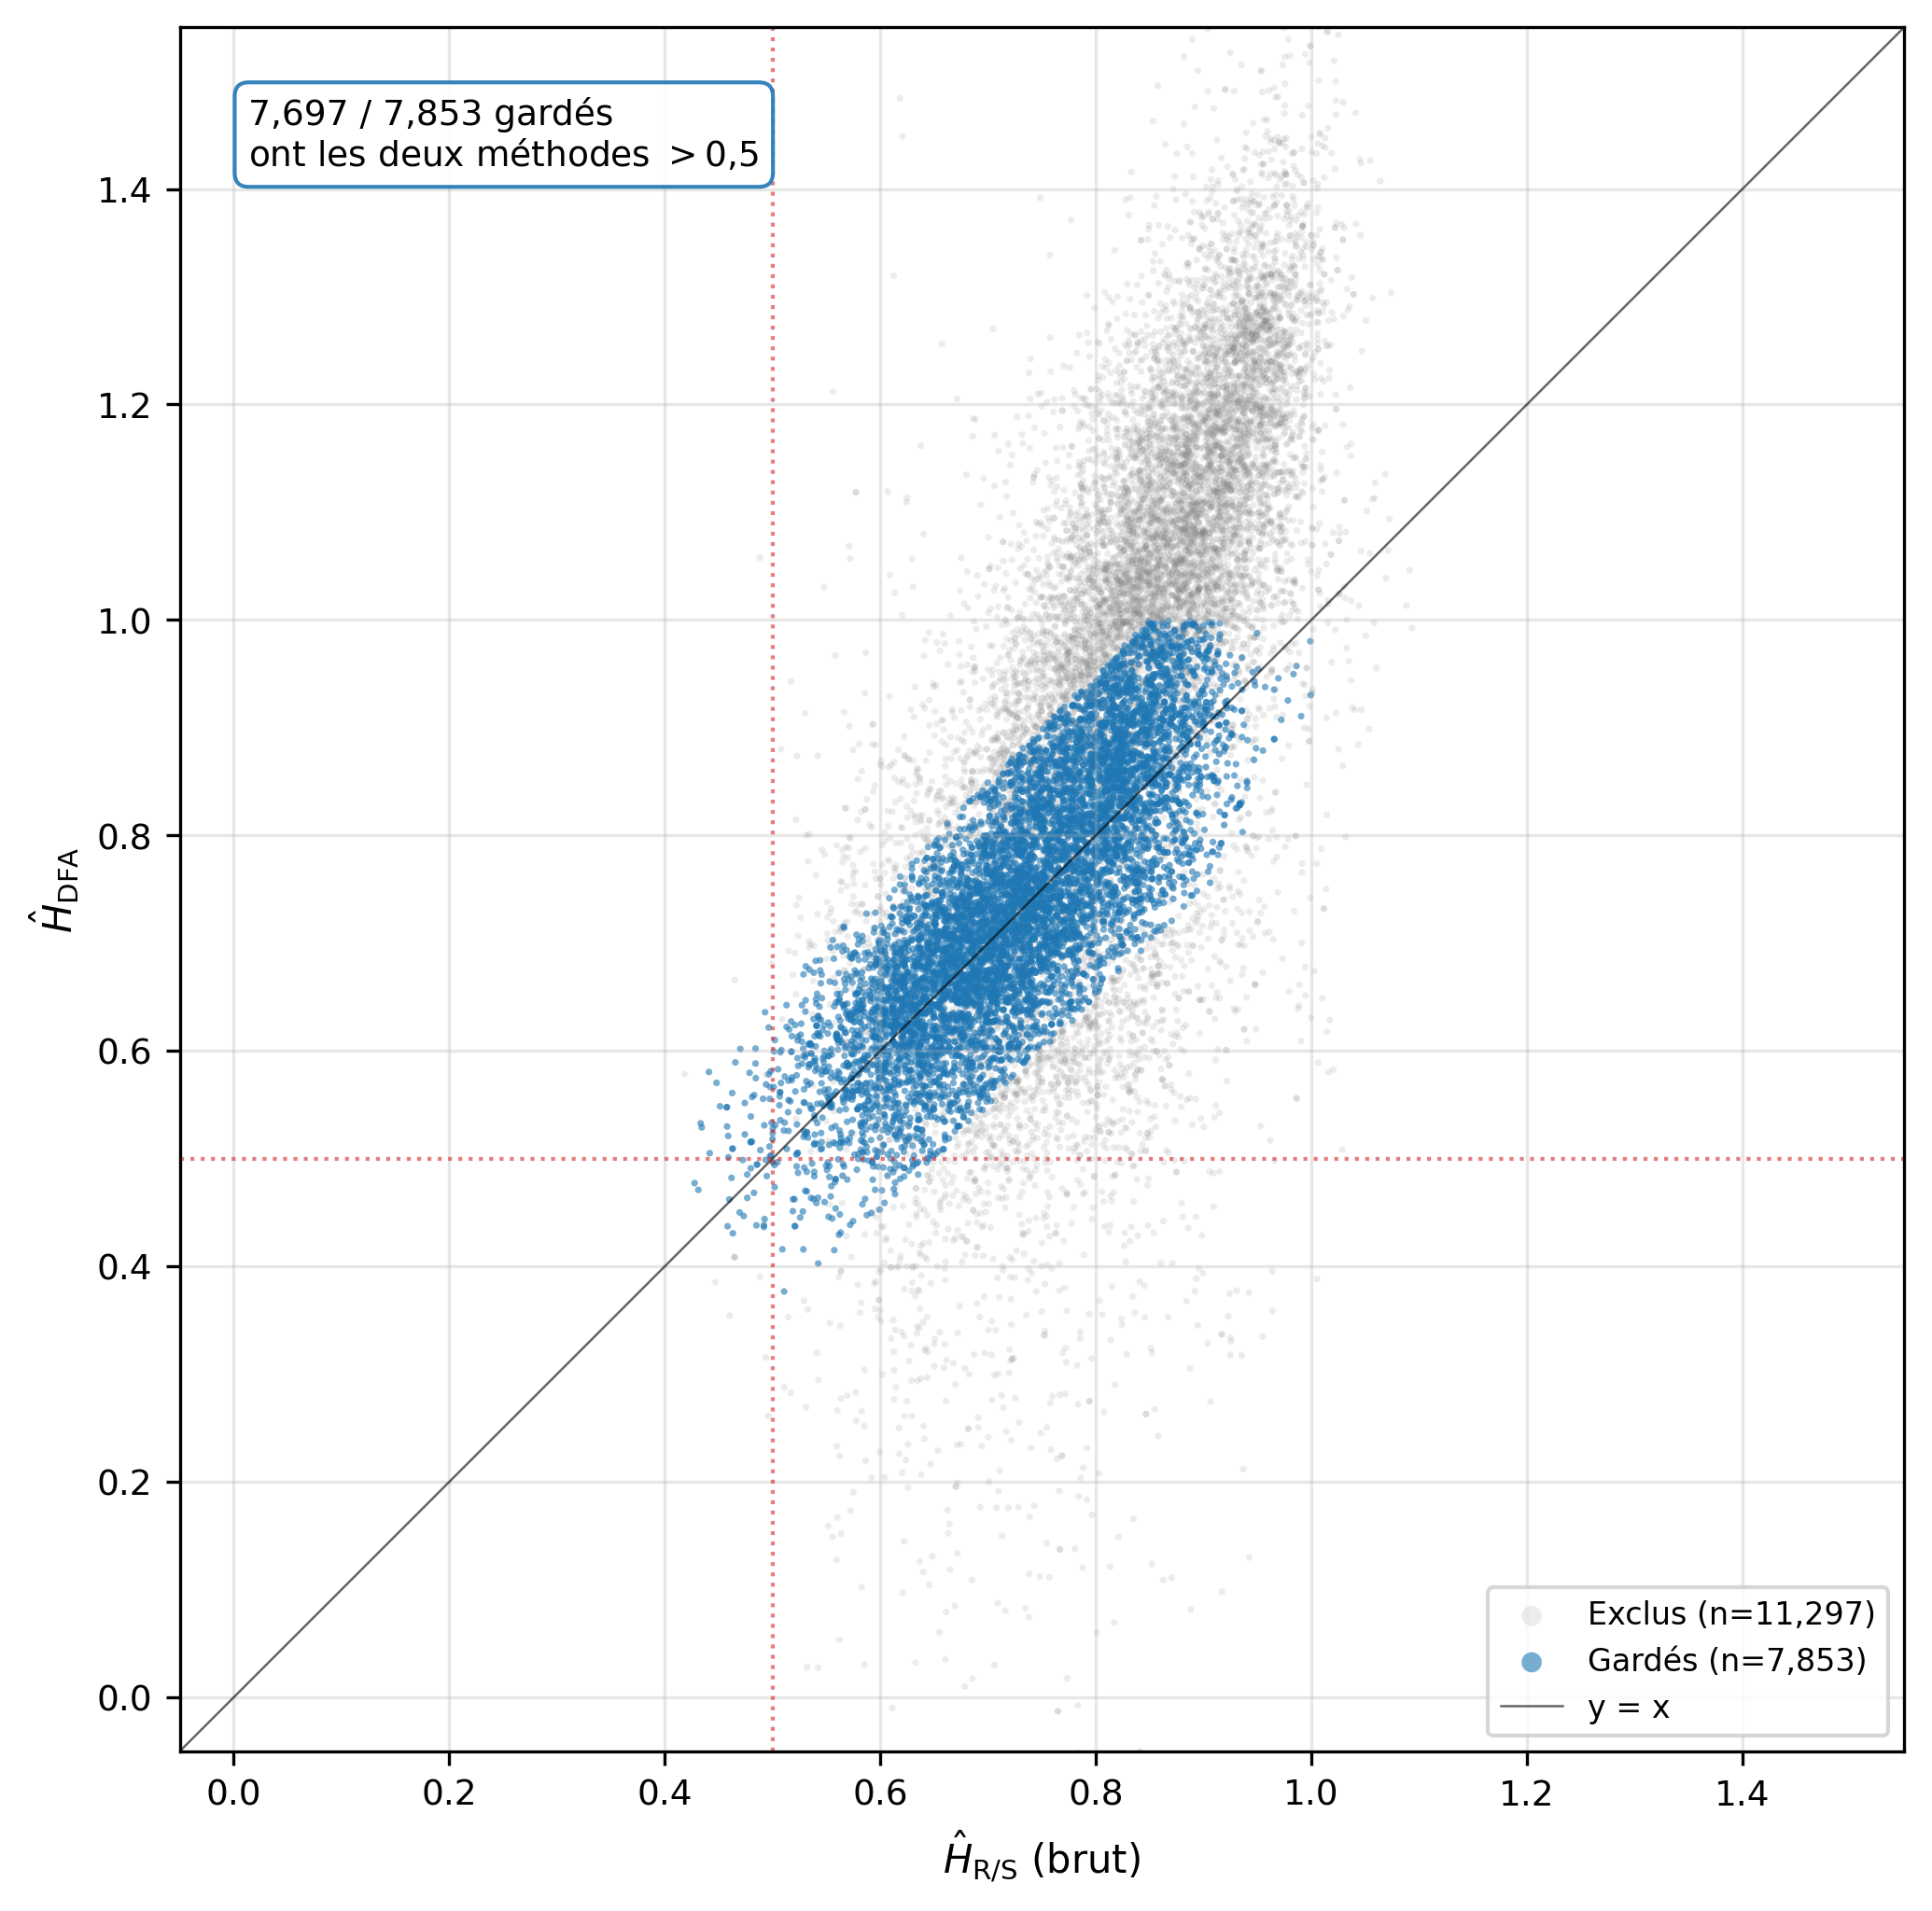 7,697 / 7,853 gardés
ont les deux méthodes > 0,5
1.4
1.2
1.0
0.8
0.6
0.4
0.2
0.0
Ĥ_DFA
0.0 0.2 0.4 0.6 0.8 1.0 1.2 1.4
Ĥ_R/S (brut)
Exclus (n=11,297)
Gardés (n=7,853)
y = x